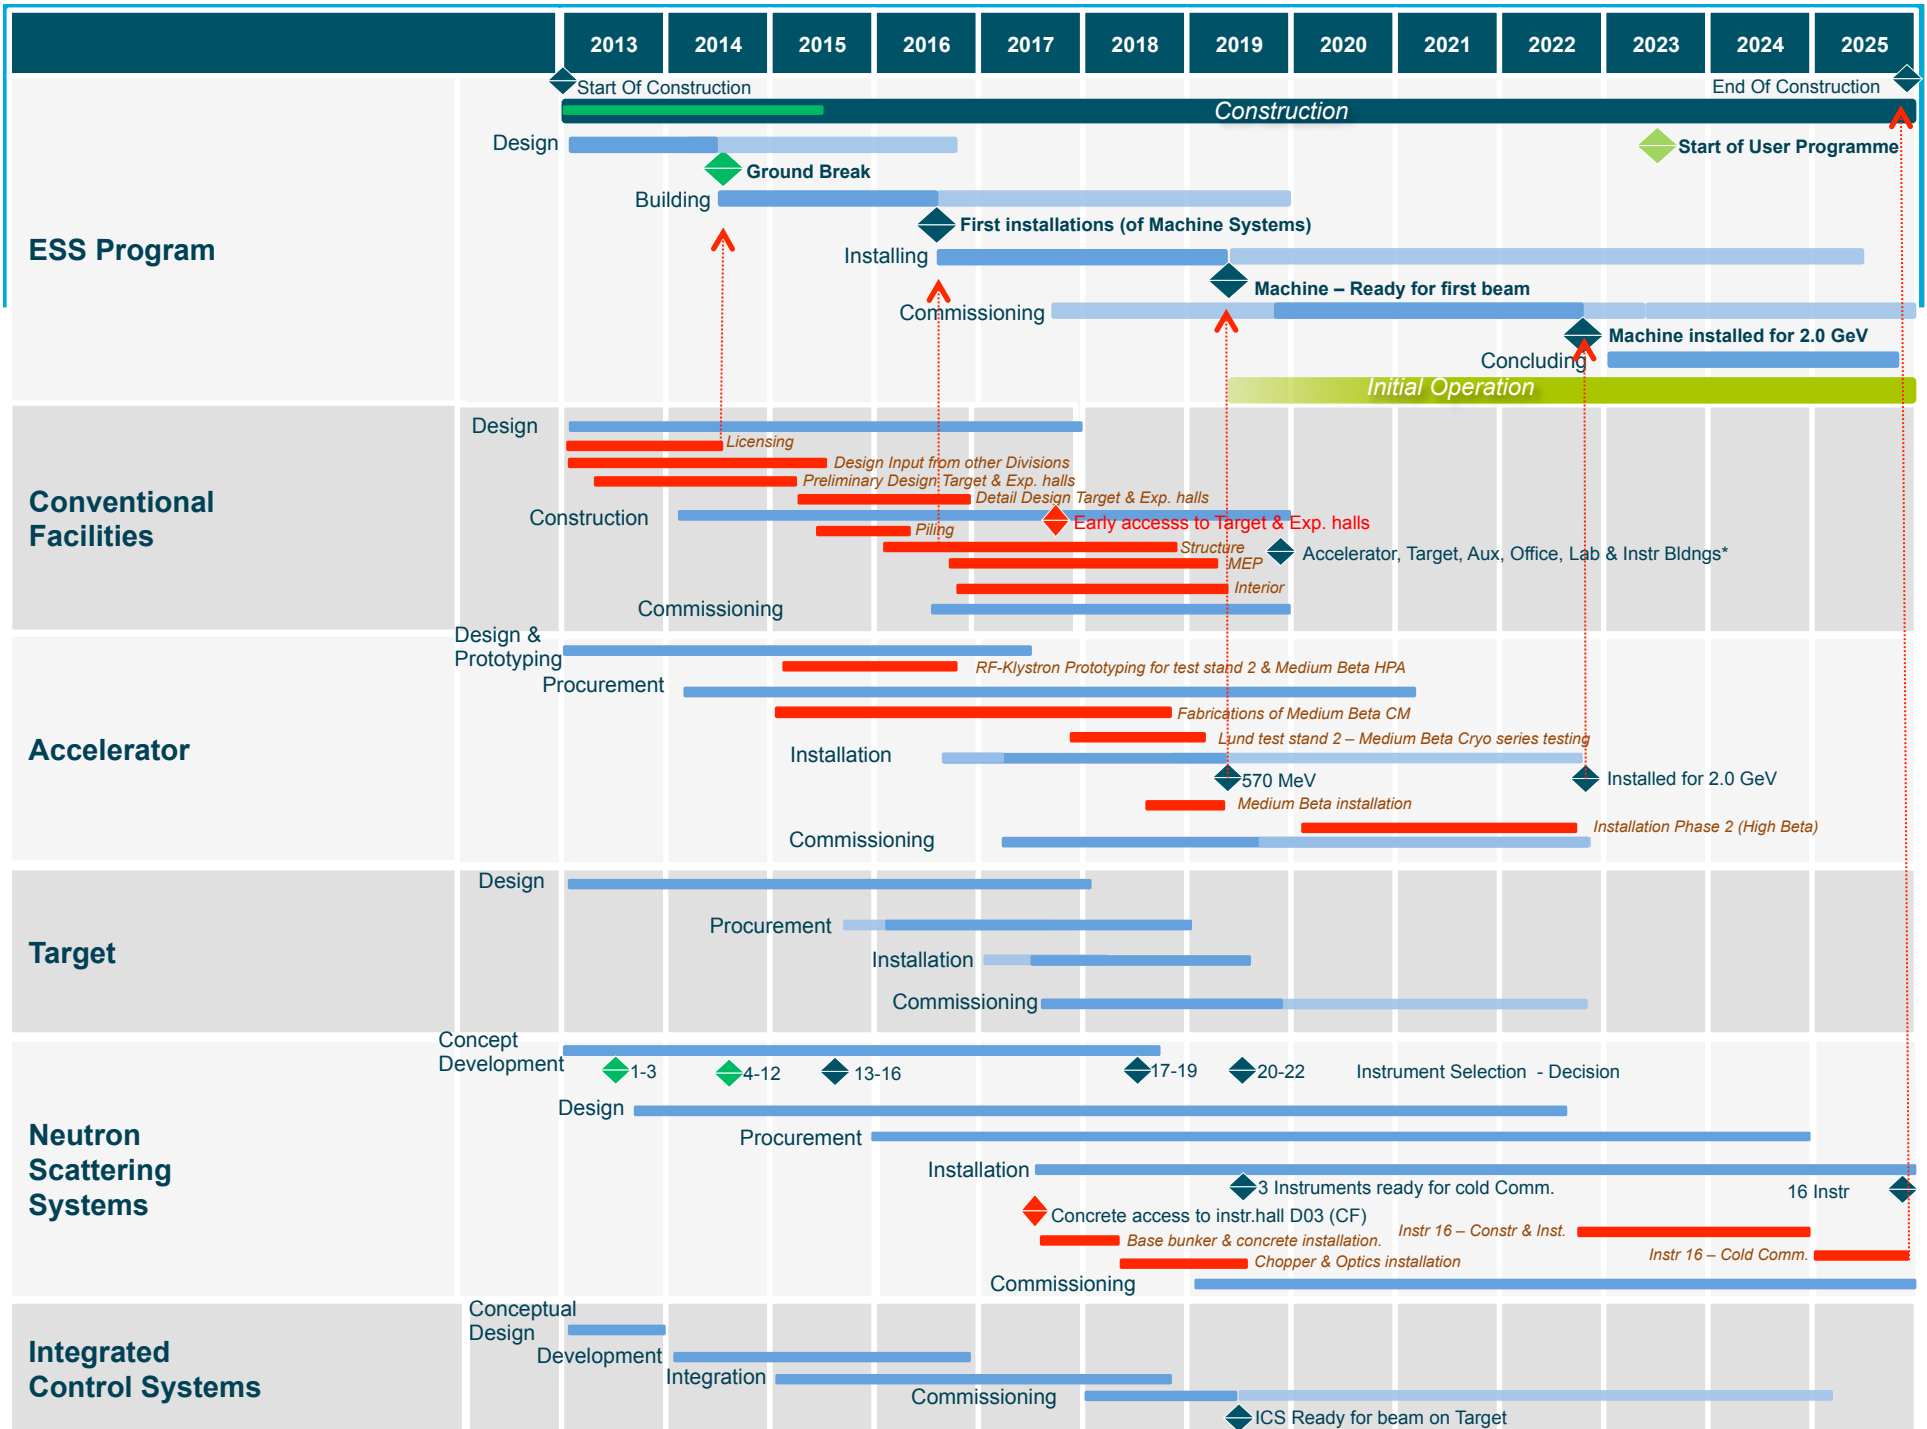 2013 2014 2015 2016 2017 2018 2019 2020 2021 2022 2023 2024 2025
Start Of Construction
End Of Construction
Construction
Design
Start of User Programme
Ground Break
Building
First installations (of Machine Systems)
ESS Program
Installing
Machine – Ready for first beam
Commissioning
Machine installed for 2.0 GeV
Concluding
Initial Operation
Design
Licensing
Design Input from other Divisions
Preliminary Design Target & Exp. halls
Conventional
Facilities
Detail Design Target & Exp. halls
Construction
Early accesss to Target & Exp. halls
Piling
Structure
Accelerator, Target, Aux, Office, Lab & Instr Bldngs*
MEP
Interior
Commissioning
Design &
Prototyping
RF-Klystron Prototyping for test stand 2 & Medium Beta HPA
Procurement
Fabrications of Medium Beta CM
Accelerator
Lund test stand 2 – Medium Beta Cryo series testing
Installation
570 MeV
Installed for 2.0 GeV
Medium Beta installation
Installation Phase 2 (High Beta)
Commissioning
Design
Procurement
Target
Installation
Commissioning
Concept
Development
1-3
4-12
13-16
17-19
20-22
Instrument Selection - Decision
Design
Neutron
Scattering
Systems
Procurement
Installation
3 Instruments ready for cold Comm.
16 Instr
Concrete access to instr.hall D03 (CF)
Instr 16 – Constr & Inst.
Base bunker & concrete installation.
Instr 16 – Cold Comm.
Chopper & Optics installation
Commissioning
Conceptual
Design
Integrated
Control Systems
Development
Integration
Commissioning
ICS Ready for beam on Target